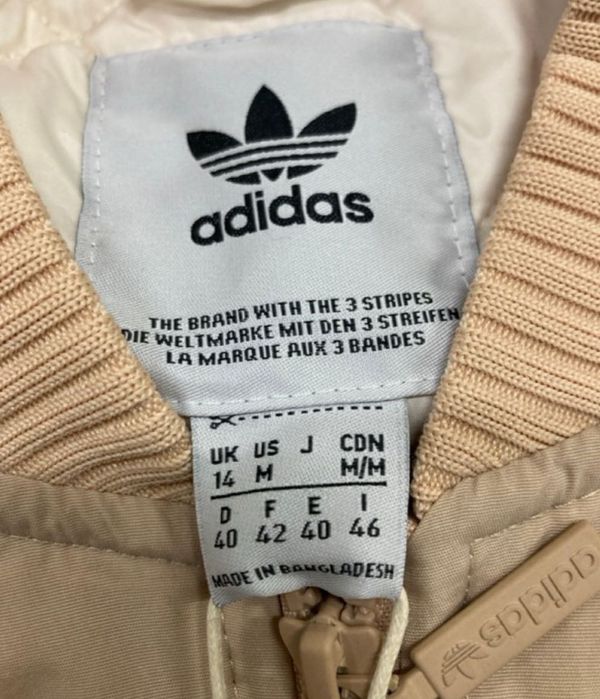 adidas
THE BRAND WITH THE 3 STRIPES
DIE WELTMARKE MIT DEN 3 STREIFEN
LA MARQUE AUX 3 BANDES
UK US J CDN
14 M M/M
D F E I
40 42 40 46
MADE IN BANGLADESH
adidas